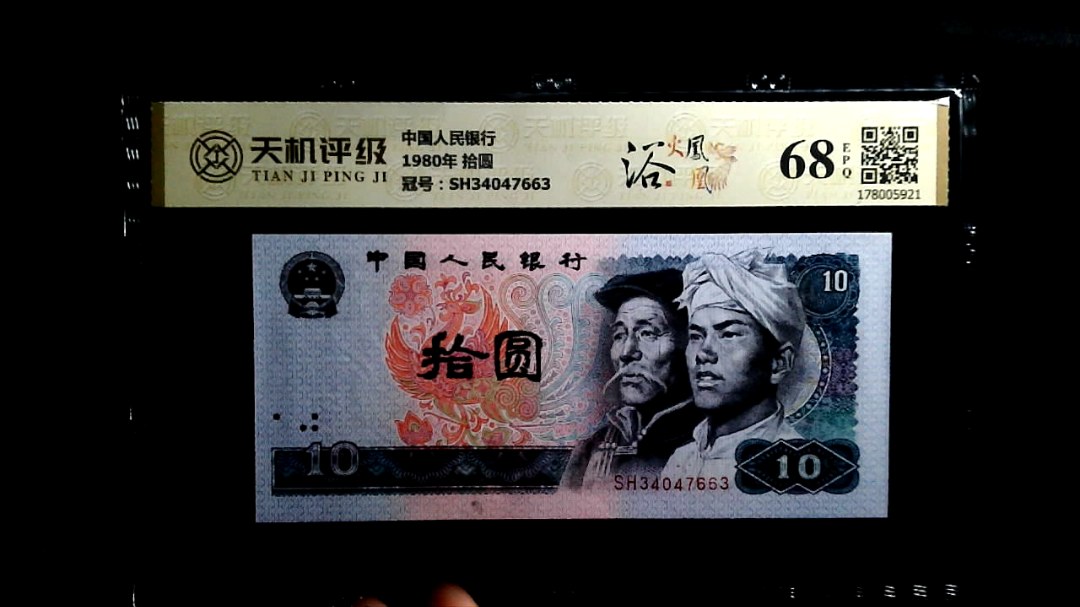 天机评级
TIAN JI PING JI
中国人民银行
1980年 拾圆
冠号：SH34047663
浴火凤凰
68
EPQ
178005921
中国人民银行
10
拾圆
10
SH34047663
10